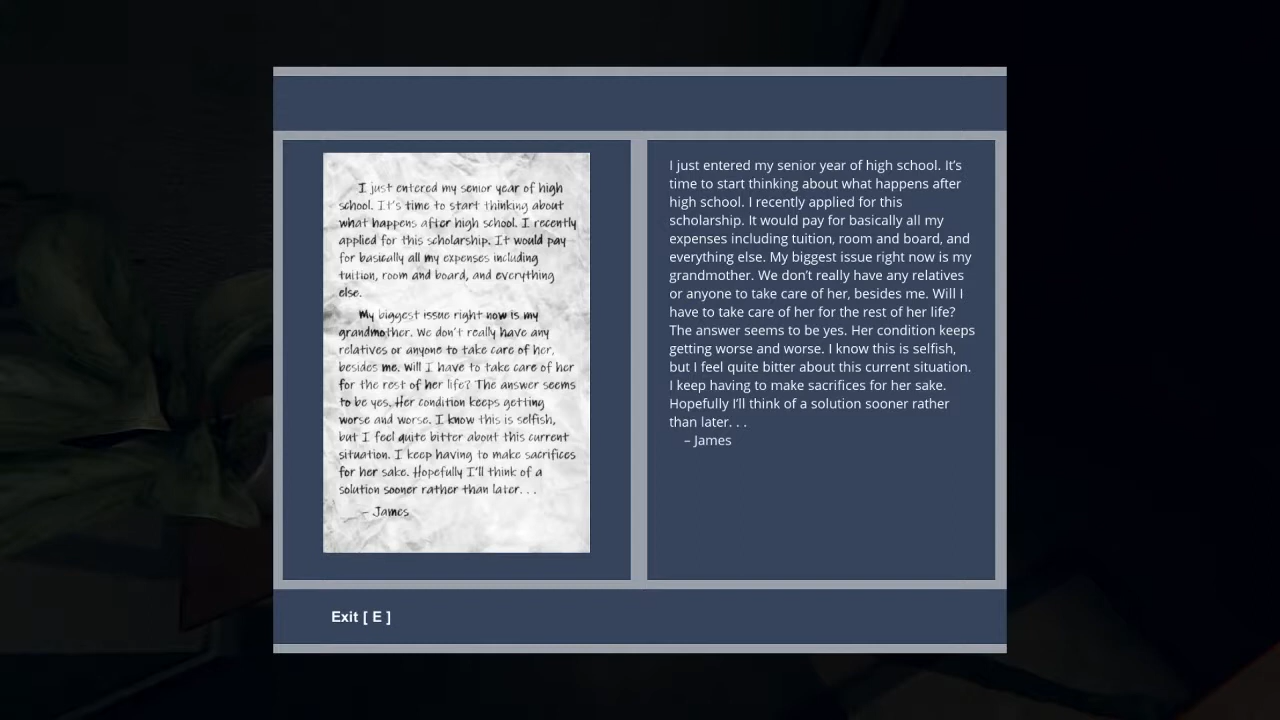 I just entered my senior year of high
school. It's time to start thinking about
what happens after high school. I recently
applied for this scholarship. It would pay
for basically all my expenses including
tuition, room and board, and everything
else.
My biggest issue right now is my
grandmother. We don't really have any
relatives or anyone to take care of her,
besides me. Will I have to take care of her
for the rest of her life? The answer seems
to be yes. Her condition keeps getting
worse and worse. I know this is selfish,
but I feel quite bitter about this current
situation. I keep having to make sacrifices
for her sake. Hopefully I'll think of a
solution sooner rather than later. . .
– James
I just entered my senior year of high school. It's
time to start thinking about what happens after
high school. I recently applied for this
scholarship. It would pay for basically all my
expenses including tuition, room and board, and
everything else. My biggest issue right now is my
grandmother. We don't really have any relatives
or anyone to take care of her, besides me. Will I
have to take care of her for the rest of her life?
The answer seems to be yes. Her condition keeps
getting worse and worse. I know this is selfish,
but I feel quite bitter about this current situation.
I keep having to make sacrifices for her sake.
Hopefully I'll think of a solution sooner rather
than later. . .
– James
Exit [ E ]